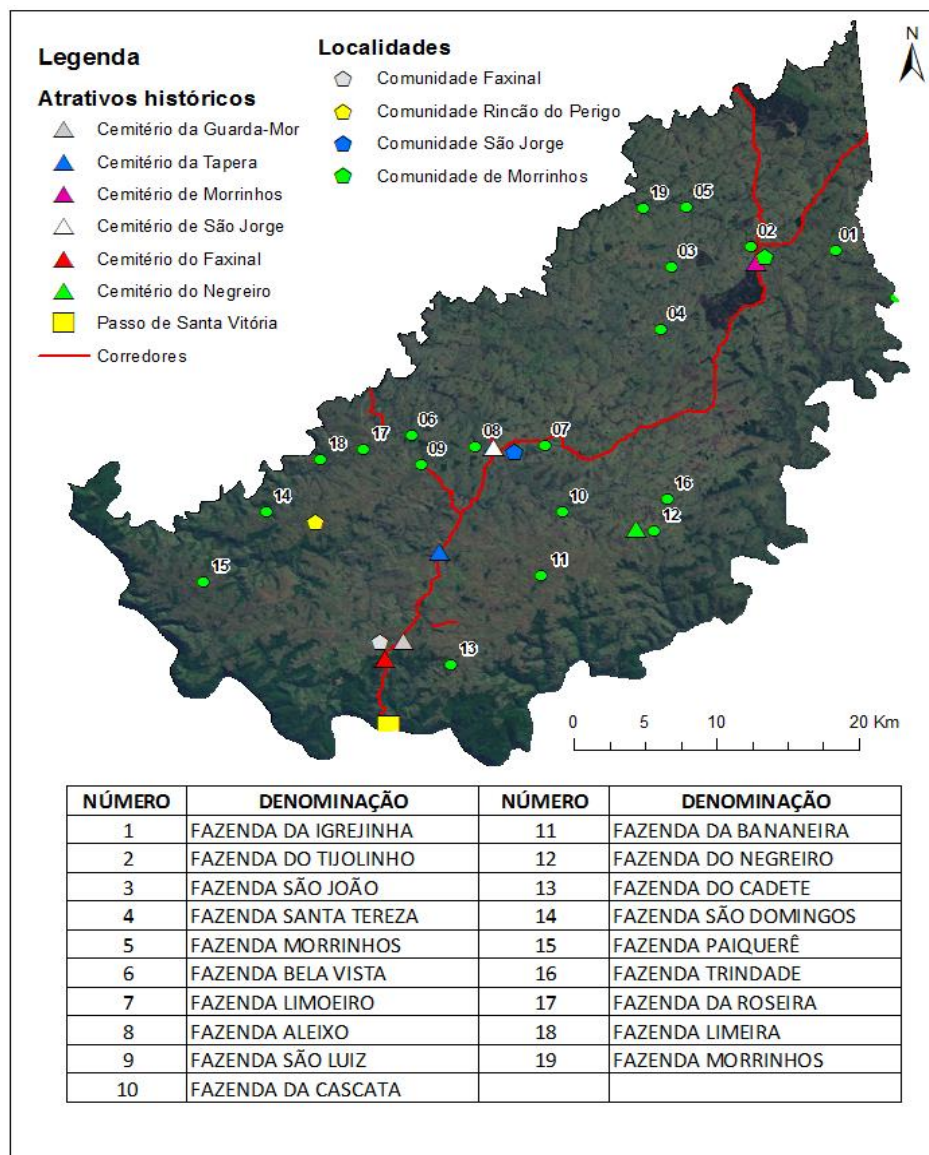 Legenda
Atrativos históricos
Cemitério da Guarda-Mor
Cemitério da Tapera
Cemitério de Morrinhos
Cemitério de São Jorge
Cemitério do Faxinal
Cemitério do Negreiro
Passo de Santa Vitória
Corredores
Localidades
Comunidade Faxinal
Comunidade Rincão do Perigo
Comunidade São Jorge
Comunidade de Morrinhos
N
19 05
02 01
03
04
06
17 08 07
18 09
14 10 16
12
15 11
13
0 5 10 20 Km
NÚMERO DENOMINAÇÃO NÚMERO DENOMINAÇÃO
1 FAZENDA DA IGREJINHA 11 FAZENDA DA BANANEIRA
2 FAZENDA DO TIJOLINHO 12 FAZENDA DO NEGREIRO
3 FAZENDA SÃO JOÃO 13 FAZENDA DO CADETE
4 FAZENDA SANTA TEREZA 14 FAZENDA SÃO DOMINGOS
5 FAZENDA MORRINHOS 15 FAZENDA PAIQUERÊ
6 FAZENDA BELA VISTA 16 FAZENDA TRINDADE
7 FAZENDA LIMOEIRO 17 FAZENDA DA ROSEIRA
8 FAZENDA ALEIXO 18 FAZENDA LIMEIRA
9 FAZENDA SÃO LUIZ 19 FAZENDA MORRINHOS
10 FAZENDA DA CASCATA